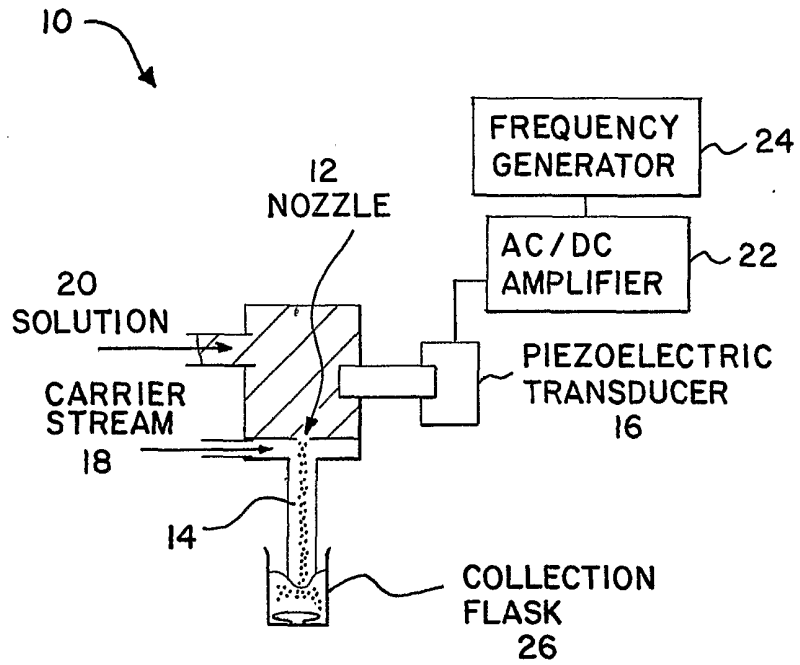 10
FREQUENCY
GENERATOR
24
12
NOZZLE
AC/DC
AMPLIFIER
22
20
SOLUTION
PIEZOELECTRIC
TRANSDUCER
16
CARRIER
STREAM
18
14
COLLECTION
FLASK
26